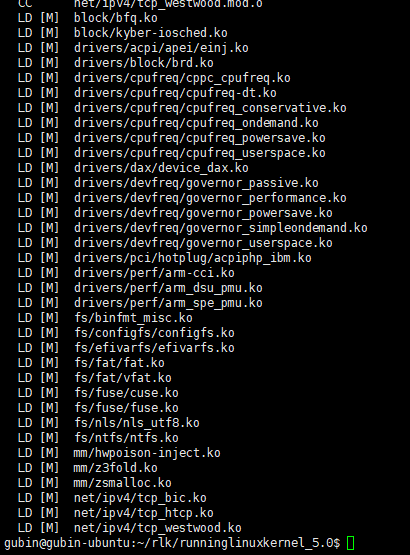 CC      net/ipv4/tcp_westwood.mod.o
LD [M]  block/bfq.ko
LD [M]  block/kyber-iosched.ko
LD [M]  drivers/acpi/apei/einj.ko
LD [M]  drivers/block/brd.ko
LD [M]  drivers/cpufreq/cppc_cpufreq.ko
LD [M]  drivers/cpufreq/cpufreq-dt.ko
LD [M]  drivers/cpufreq/cpufreq_conservative.ko
LD [M]  drivers/cpufreq/cpufreq_ondemand.ko
LD [M]  drivers/cpufreq/cpufreq_powersave.ko
LD [M]  drivers/cpufreq/cpufreq_userspace.ko
LD [M]  drivers/dax/device_dax.ko
LD [M]  drivers/devfreq/governor_passive.ko
LD [M]  drivers/devfreq/governor_performance.ko
LD [M]  drivers/devfreq/governor_powersave.ko
LD [M]  drivers/devfreq/governor_simpleondemand.ko
LD [M]  drivers/devfreq/governor_userspace.ko
LD [M]  drivers/pci/hotplug/acpiphp_ibm.ko
LD [M]  drivers/perf/arm-cci.ko
LD [M]  drivers/perf/arm_dsu_pmu.ko
LD [M]  drivers/perf/arm_spe_pmu.ko
LD [M]  fs/binfmt_misc.ko
LD [M]  fs/configfs/configfs.ko
LD [M]  fs/efivarfs/efivarfs.ko
LD [M]  fs/fat/fat.ko
LD [M]  fs/fat/vfat.ko
LD [M]  fs/fuse/cuse.ko
LD [M]  fs/fuse/fuse.ko
LD [M]  fs/nls/nls_utf8.ko
LD [M]  fs/ntfs/ntfs.ko
LD [M]  mm/hwpoison-inject.ko
LD [M]  mm/z3fold.ko
LD [M]  mm/zsmalloc.ko
LD [M]  net/ipv4/tcp_bic.ko
LD [M]  net/ipv4/tcp_htcp.ko
LD [M]  net/ipv4/tcp_westwood.ko
gubin@gubin-ubuntu:~/rlk/runninglinuxkernel_5.0$